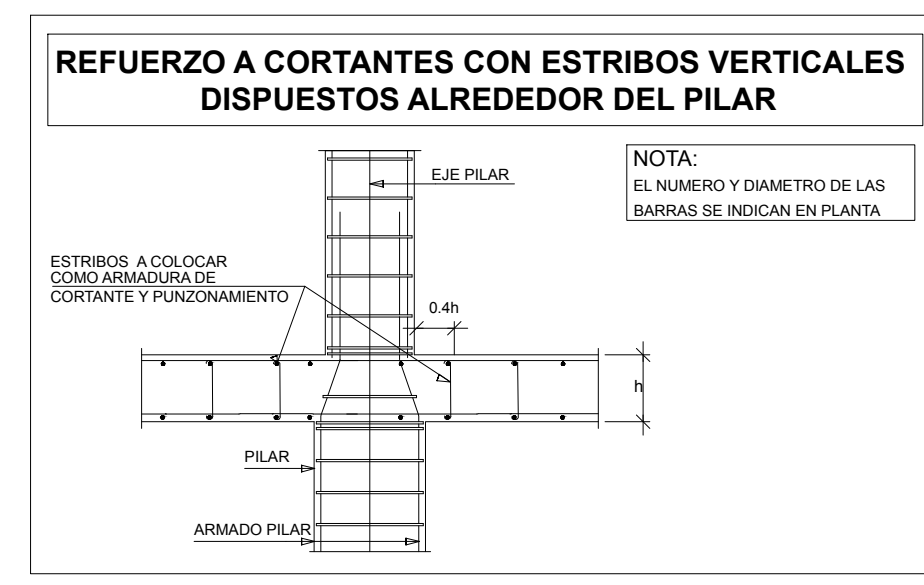 REFUERZO A CORTANTES CON ESTRIBOS VERTICALES
DISPUESTOS ALREDEDOR DEL PILAR
NOTA:
EL NUMERO Y DIAMETRO DE LAS
BARRAS SE INDICAN EN PLANTA
EJE PILAR
ESTRIBOS A COLOCAR
COMO ARMADURA DE
CORTANTE Y PUNZONAMIENTO
0.4h
h
PILAR
ARMADO PILAR